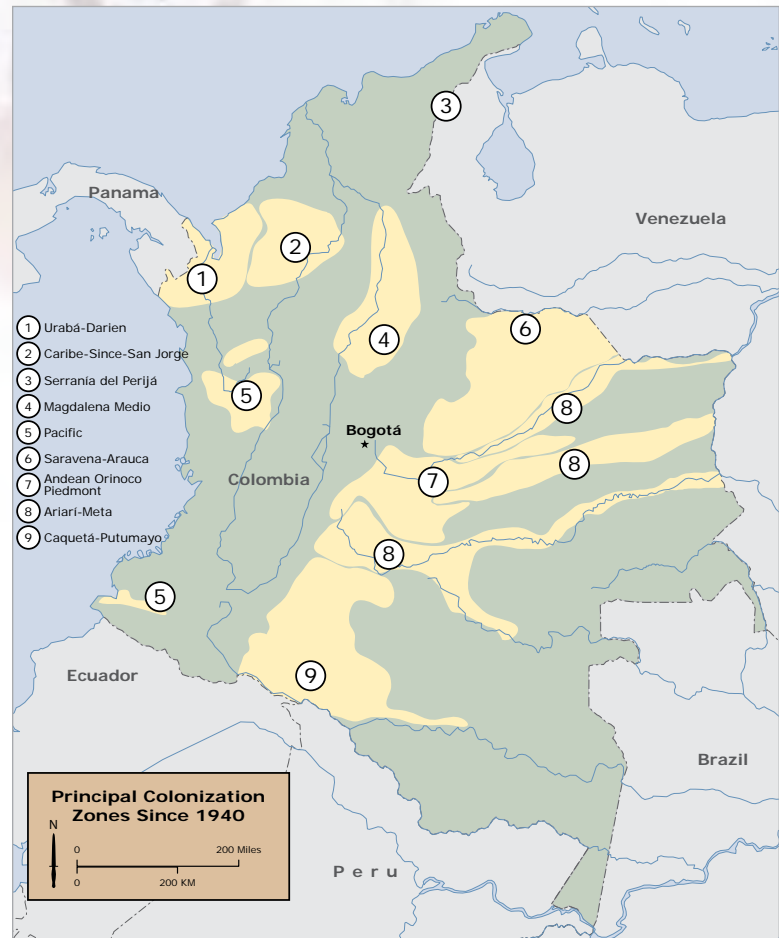 3
Panama
Venezuela
2
1
1 Urabá-Darien
2 Caribe-Since-San Jorge
3 Serranía del Perijá
4 Magdalena Medio
5 Pacific
6 Saravena-Arauca
7 Andean Orinoco
Piedmont
8 Ariarí-Meta
9 Caquetá-Putumayo
6
4
5
8
Bogotá
8
Colombia
7
8
5
Ecuador
9
Brazil
Principal Colonization
Zones Since 1940
N
0 200 Miles
0 200 KM
Peru